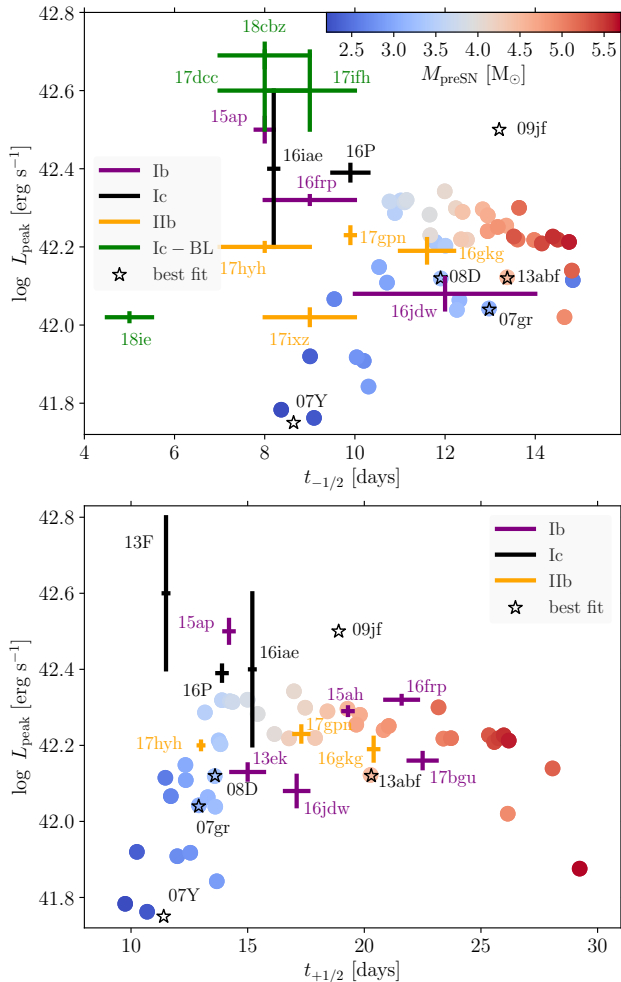 18cbz
2.5 3.0 3.5 4.0 4.5 5.0 5.5
M_preSN [M_⊙]
42.6
17dcc
17ifh
15ap
09jf
16iae
16P
42.4
Ib
Ic
IIb
Ic − BL
best fit
16frp
17gpn
16gkg
42.2
17hyh
08D
13abf
16jdw
07gr
42.0
18ie
17ixz
41.8
07Y
4 6 8 10 12 14
t_−1/2 [days]
log L_peak [erg s⁻¹]
42.8
13F
Ib
Ic
IIb
best fit
42.6
15ap
09jf
16iae
42.4
16P
15ah
16frp
17gpn
42.2
17hyh
16gkg
13ek
08D
13abf
17bgu
16jdw
07gr
42.0
41.8
07Y
10 15 20 25 30
t_+1/2 [days]
log L_peak [erg s⁻¹]